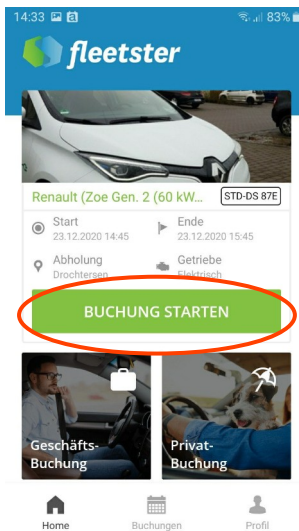 14:33 83%
fleetster
Renault (Zoe Gen. 2 (60 kW... STD-DS 87E
Start
23.12.2020 14:45
Ende
23.12.2020 15:45
Abholung
Drochtersen
Getriebe
Elektrisch
BUCHUNG STARTEN
Geschäfts-
Buchung
Privat-
Buchung
Home Buchungen Profil